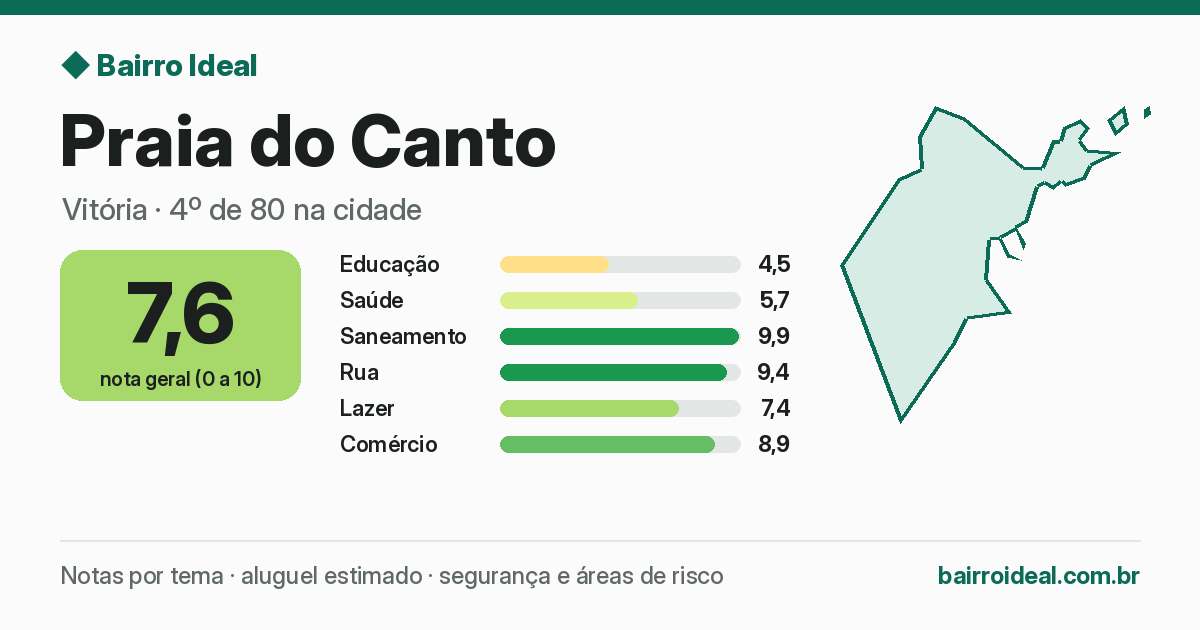 Bairro Ideal
Praia do Canto
Vitória · 4º de 80 na cidade
7,6
nota geral (0 a 10)
Educação 4,5
Saúde 5,7
Saneamento 9,9
Rua 9,4
Lazer 7,4
Comércio 8,9
Notas por tema · aluguel estimado · segurança e áreas de risco
bairroideal.com.br